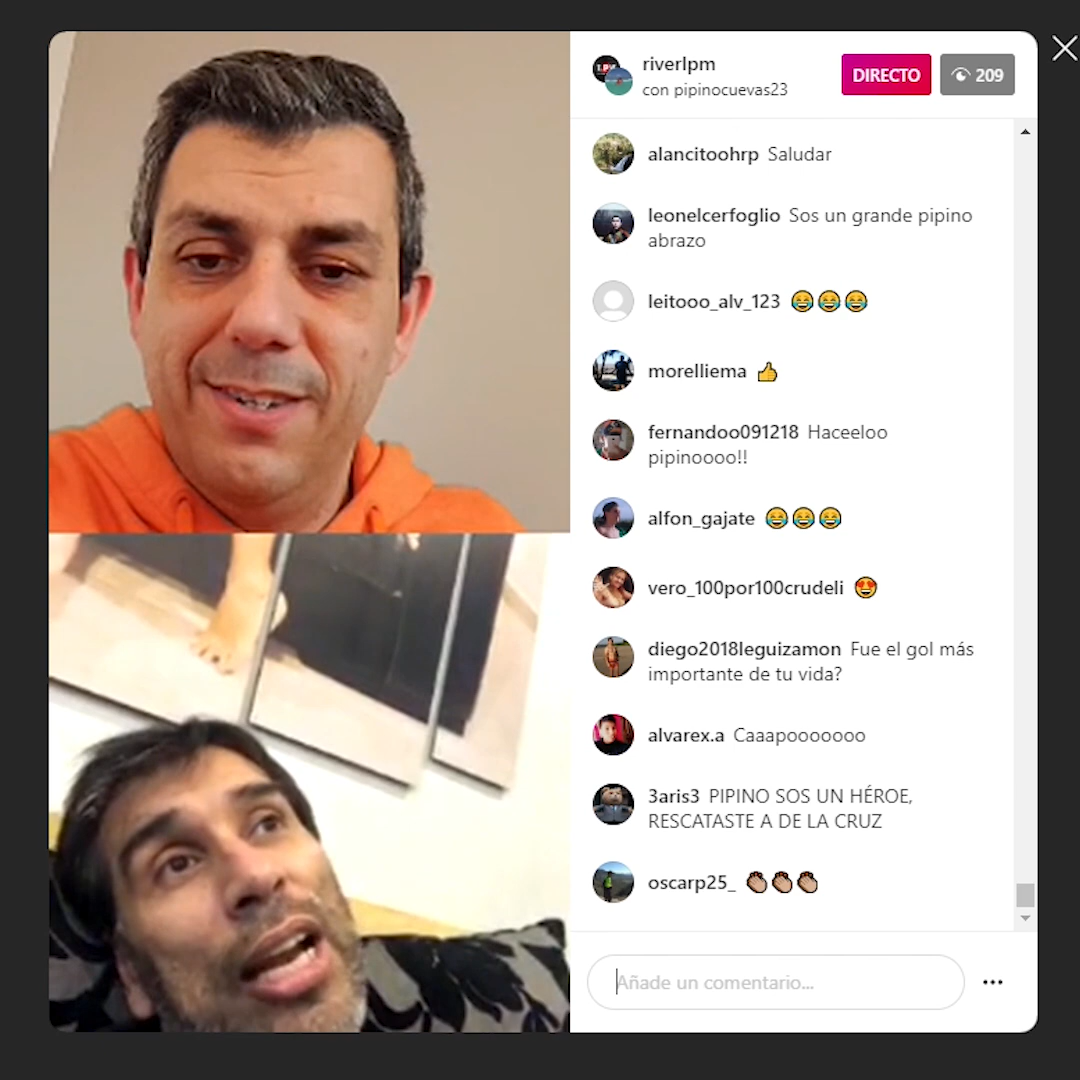 riverlpm
con pipinocuevas23
DIRECTO
209
alancitoohrp Saludar
leonelcerfoglio Sos un grande pipino
abrazo
leitooo_alv_123 😂😂😂
morelliema 👍
fernandoo091218 Haceeloo
pipinoooo!!
alfon_gajate 😂😂😂
vero_100por100crudeli 😍
diego2018leguizamon Fue el gol más
importante de tu vida?
alvarex.a Caaapooooooo
3aris3 PIPINO SOS UN HÉROE,
RESCATASTE A DE LA CRUZ
oscarp25_ 👏🏼👏🏼👏🏼
Añade un comentario...